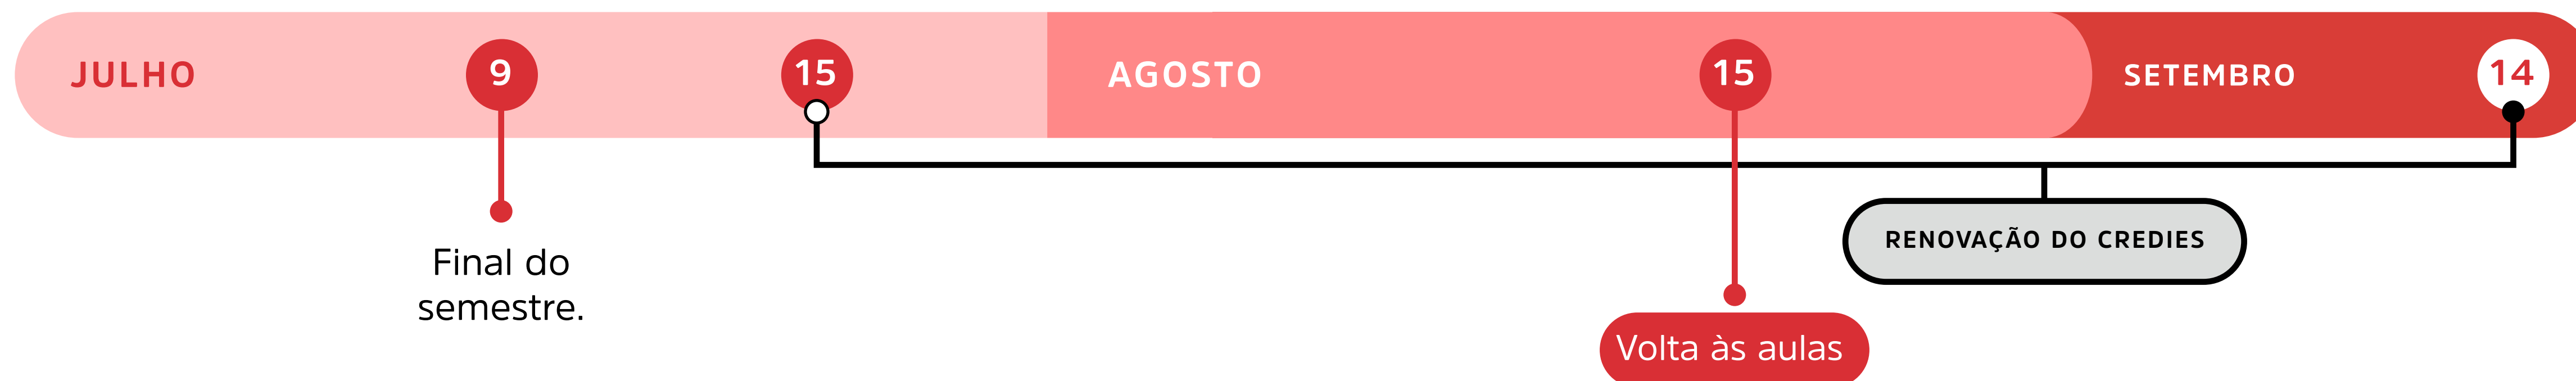 JULHO
9
15
AGOSTO
15
SETEMBRO
14
RENOVAÇÃO DO CREDIES
Final do
semestre.
Volta às aulas